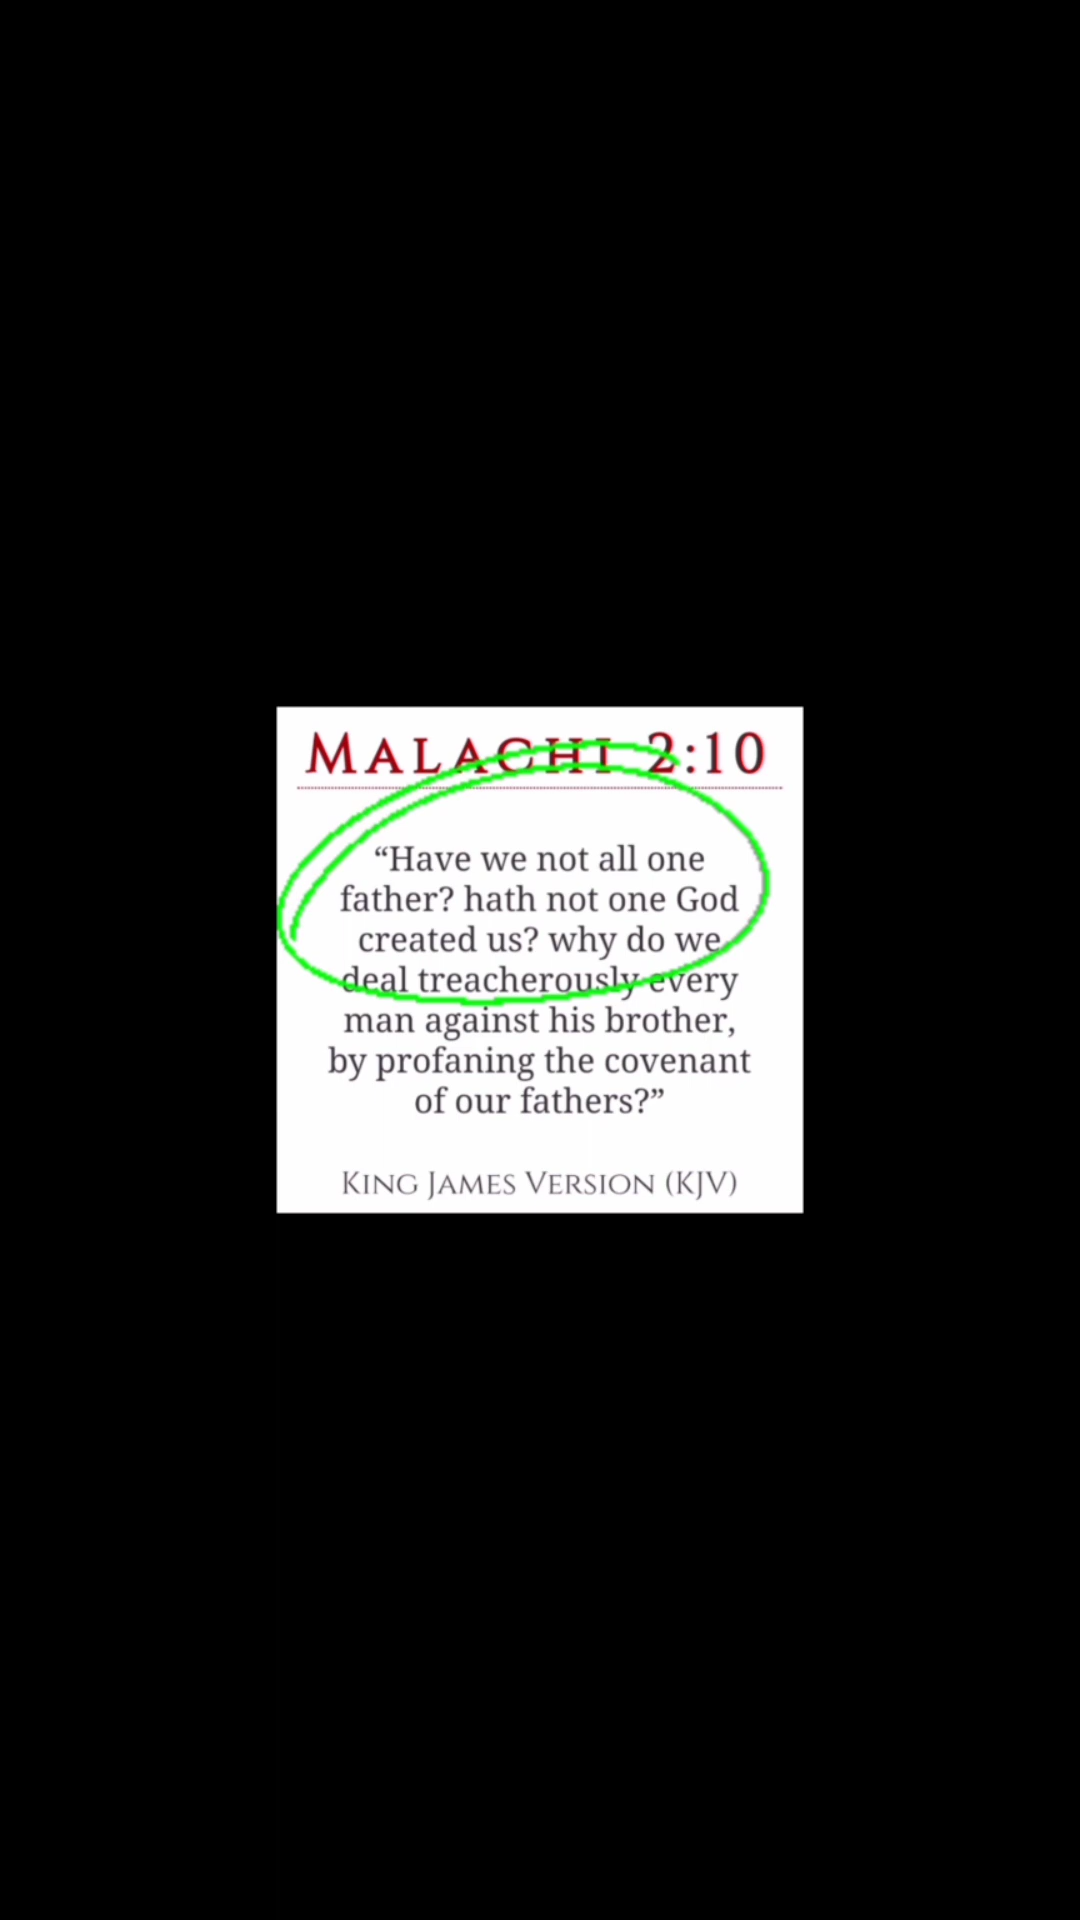 MALACHI 2:10
“Have we not all one
father? hath not one God
created us? why do we
deal treacherously every
man against his brother,
by profaning the covenant
of our fathers?”
KING JAMES VERSION (KJV)